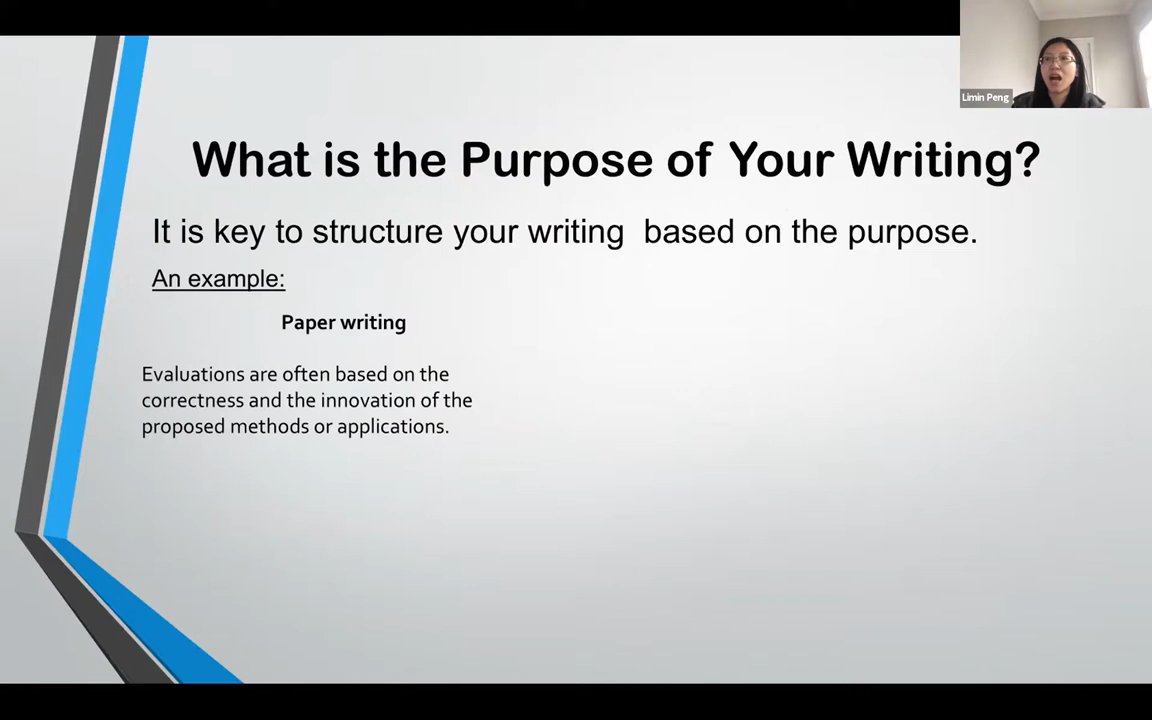 Limin Peng
What is the Purpose of Your Writing?
It is key to structure your writing  based on the purpose.
An example:
Paper writing
Evaluations are often based on the
correctness and the innovation of the
proposed methods or applications.